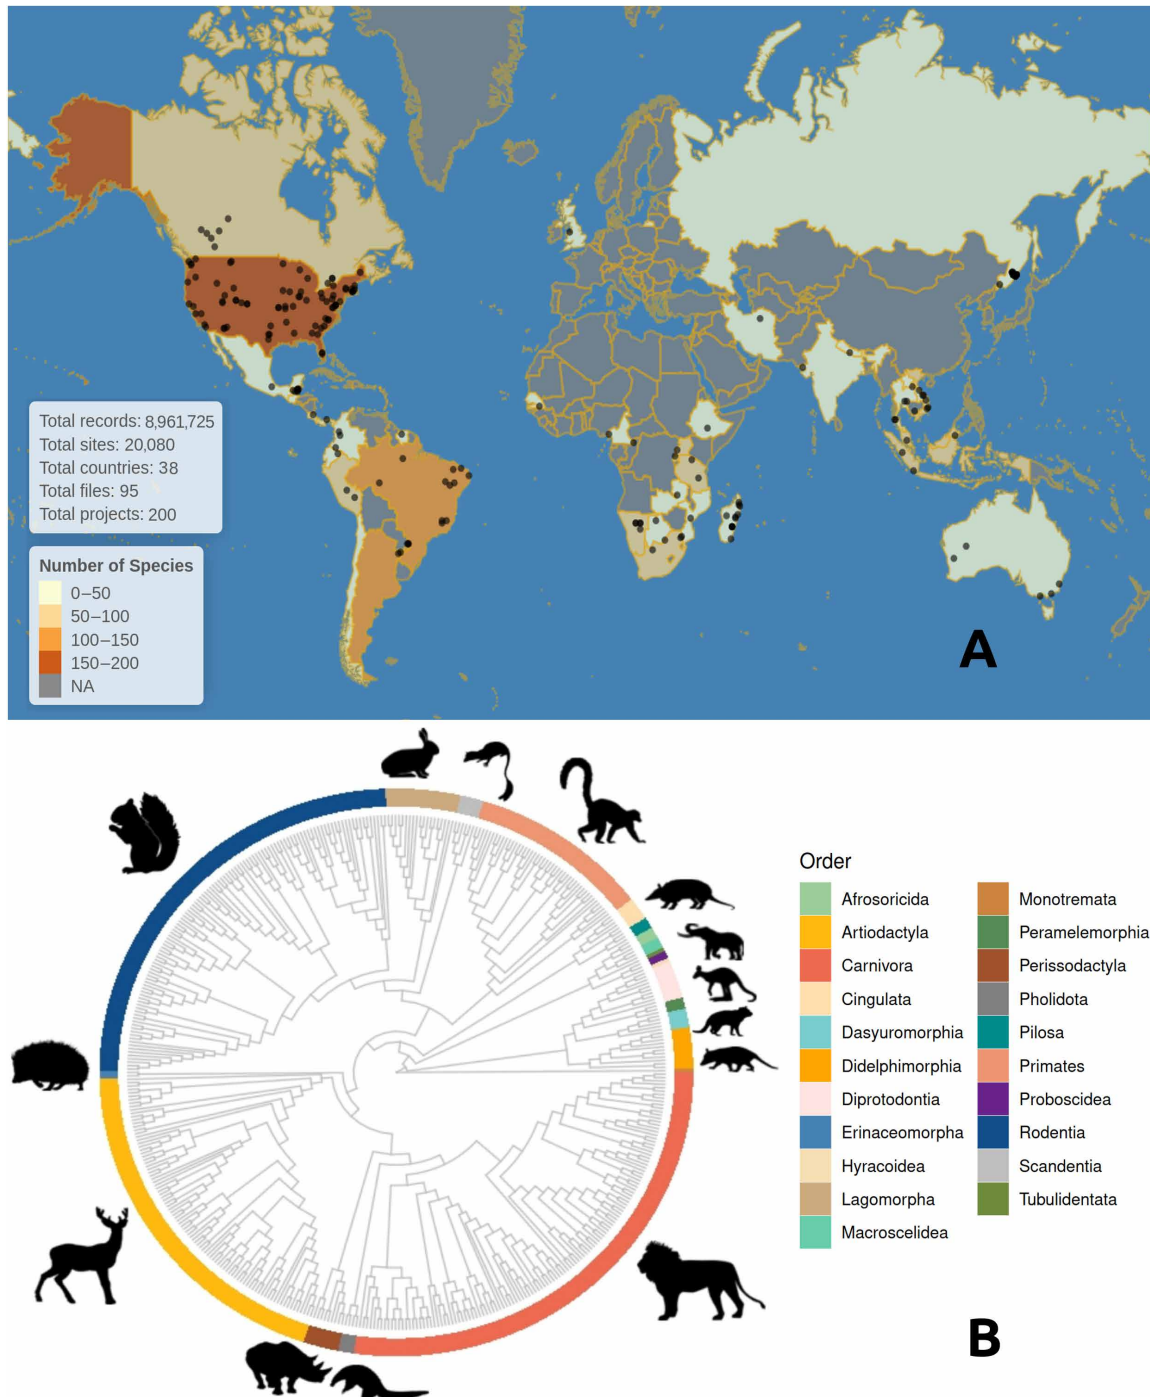 Total records: 8,961,725
Total sites: 20,080
Total countries: 38
Total files: 95
Total projects: 200
Number of Species
0–50
50–100
100–150
150–200
NA
A
Order
Afrosoricida
Artiodactyla
Carnivora
Cingulata
Dasyuromorphia
Didelphimorphia
Diprotodontia
Erinaceomorpha
Hyracoidea
Lagomorpha
Macroscelidea
Monotremata
Peramelemorphia
Perissodactyla
Pholidota
Pilosa
Primates
Proboscidea
Rodentia
Scandentia
Tubulidentata
B